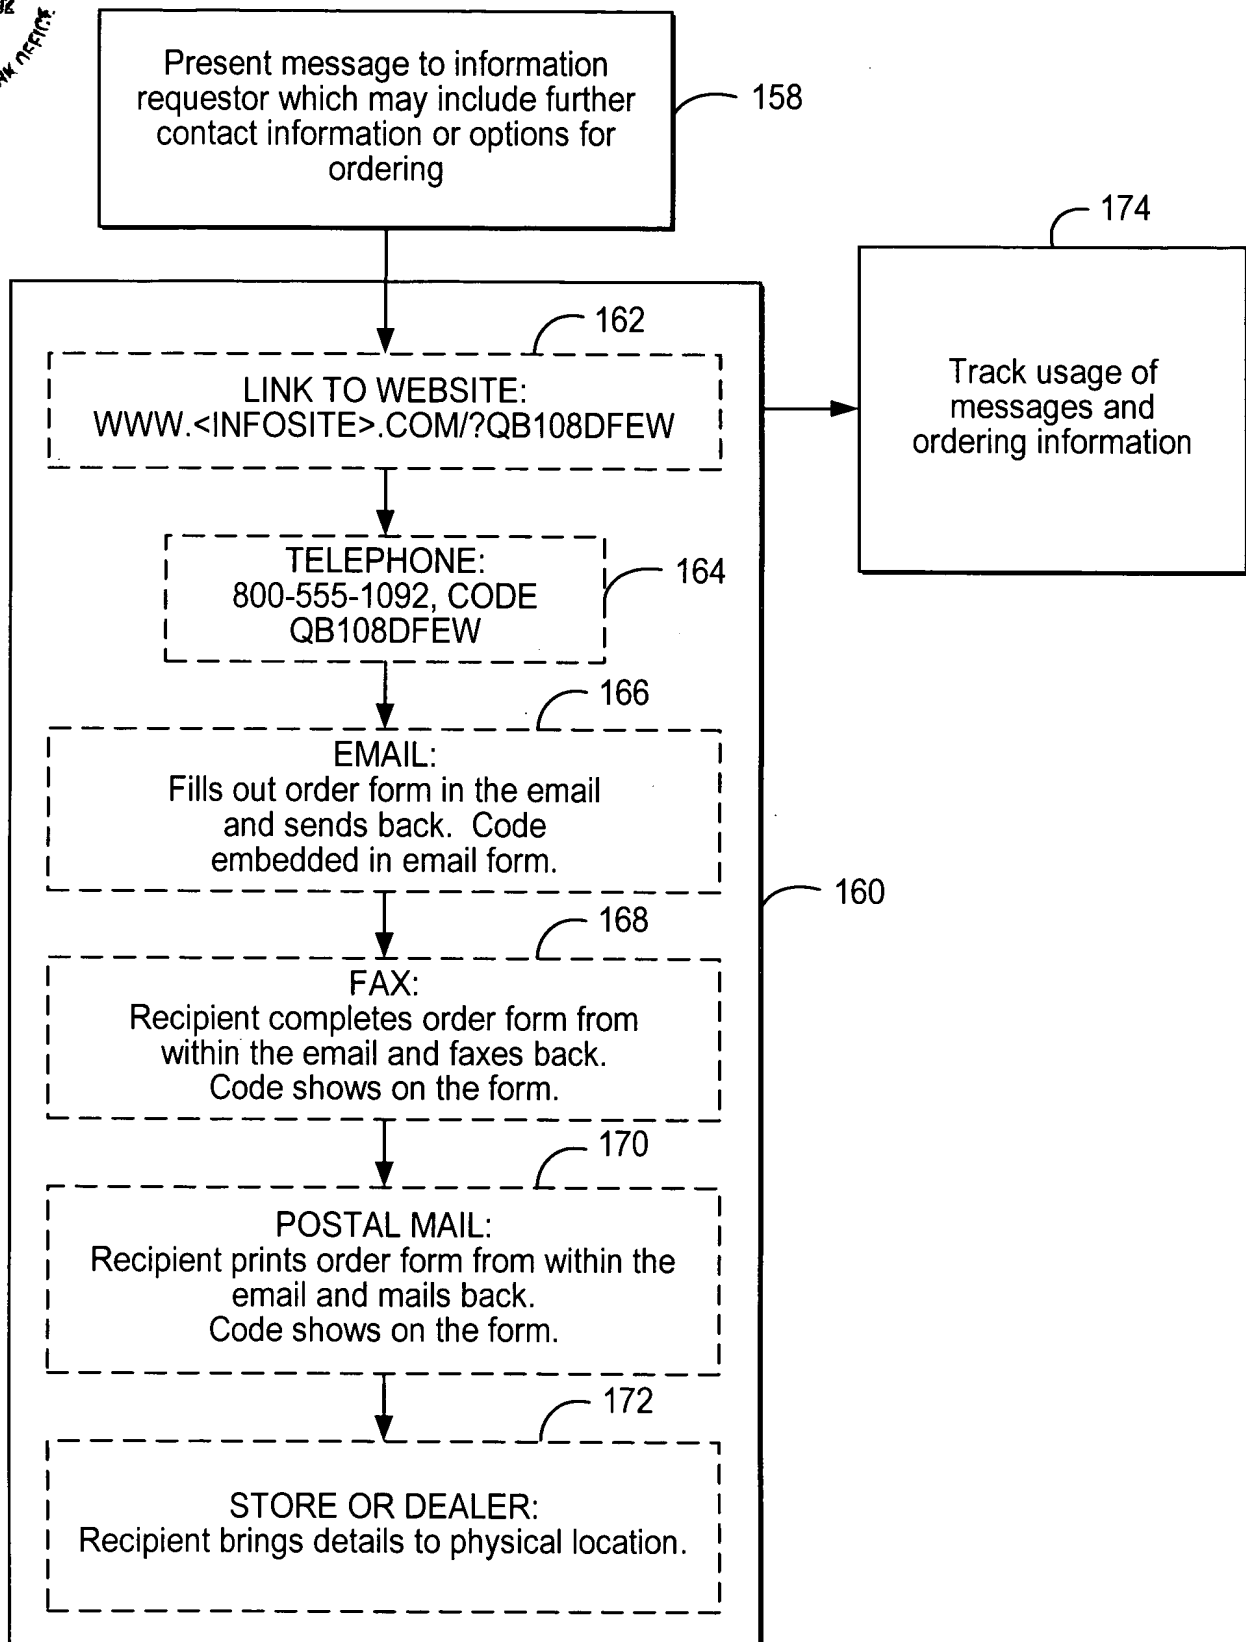 Present message to information
requestor which may include further
contact information or options for
ordering
158
174
Track usage of
messages and
ordering information
162
LINK TO WEBSITE:
WWW.<INFOSITE>.COM/?QB108DFEW
TELEPHONE:
800-555-1092, CODE
QB108DFEW
164
166
EMAIL:
Fills out order form in the email
and sends back. Code
embedded in email form.
160
168
FAX:
Recipient completes order form from
within the email and faxes back.
Code shows on the form.
170
POSTAL MAIL:
Recipient prints order form from within the
email and mails back.
Code shows on the form.
172
STORE OR DEALER:
Recipient brings details to physical location.